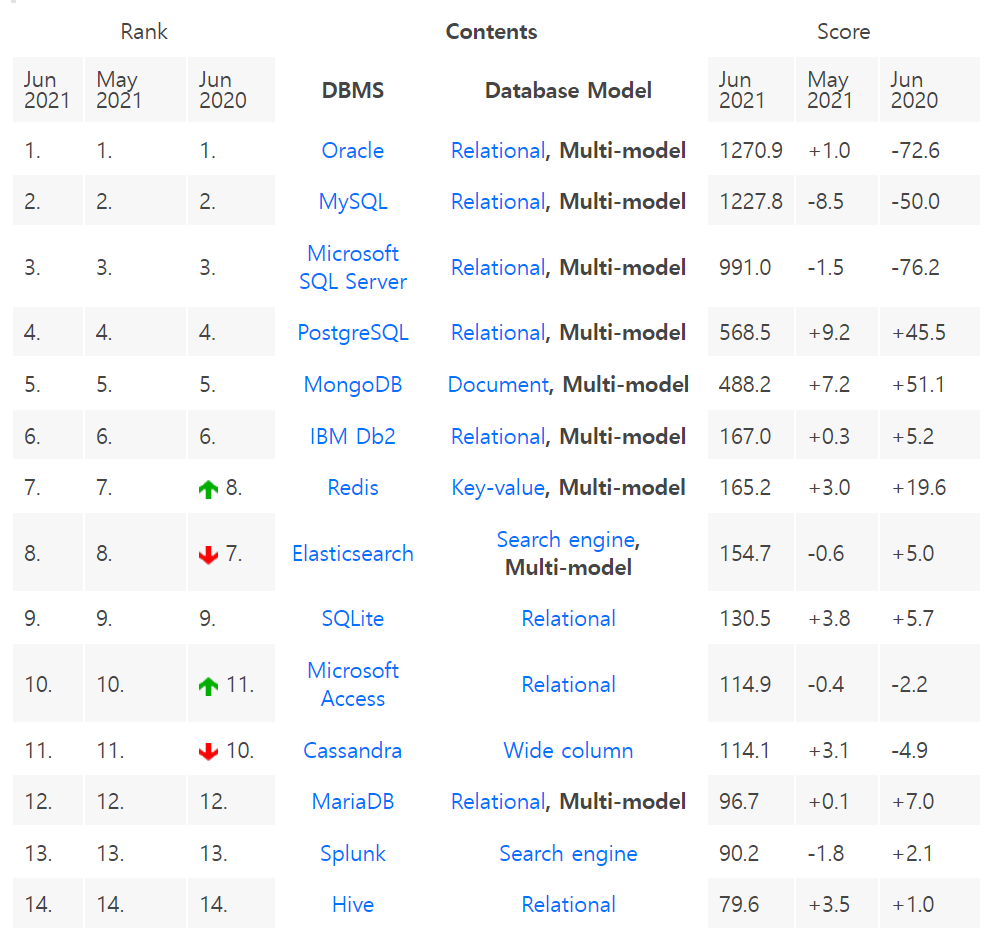 Rank Contents Score
Jun 2021 May 2021 Jun 2020 DBMS Database Model Jun 2021 May 2021 Jun 2020
1. 1. 1. Oracle Relational, Multi-model 1270.9 +1.0 -72.6
2. 2. 2. MySQL Relational, Multi-model 1227.8 -8.5 -50.0
3. 3. 3. Microsoft SQL Server Relational, Multi-model 991.0 -1.5 -76.2
4. 4. 4. PostgreSQL Relational, Multi-model 568.5 +9.2 +45.5
5. 5. 5. MongoDB Document, Multi-model 488.2 +7.2 +51.1
6. 6. 6. IBM Db2 Relational, Multi-model 167.0 +0.3 +5.2
7. 7. 8. Redis Key-value, Multi-model 165.2 +3.0 +19.6
8. 8. 7. Elasticsearch Search engine, Multi-model 154.7 -0.6 +5.0
9. 9. 9. SQLite Relational 130.5 +3.8 +5.7
10. 10. 11. Microsoft Access Relational 114.9 -0.4 -2.2
11. 11. 10. Cassandra Wide column 114.1 +3.1 -4.9
12. 12. 12. MariaDB Relational, Multi-model 96.7 +0.1 +7.0
13. 13. 13. Splunk Search engine 90.2 -1.8 +2.1
14. 14. 14. Hive Relational 79.6 +3.5 +1.0